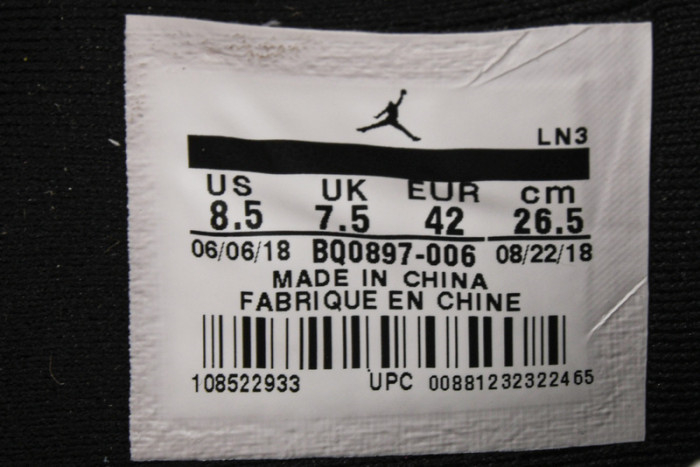 LN3
US UK EUR cm
8.5 7.5 42 26.5
06/06/18 BQ0897-006 08/22/18
MADE IN CHINA
FABRIQUE EN CHINE
108522933 UPC 00881232322465